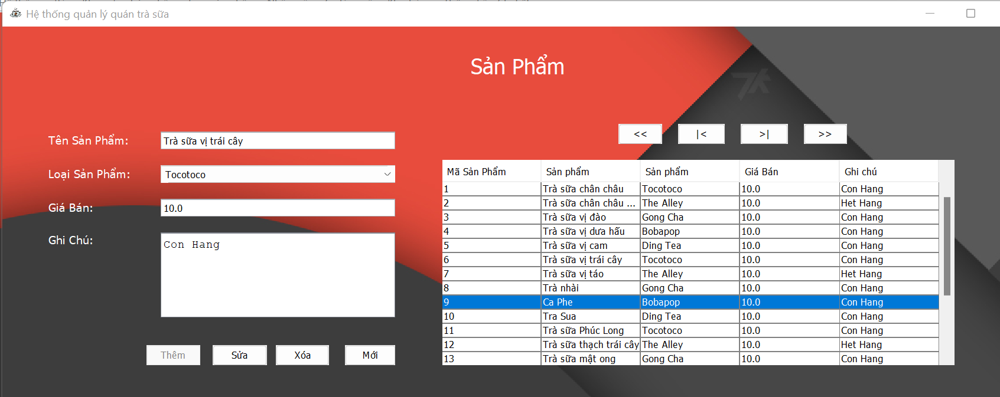 Hệ thống quản lý quán trà sữa
Sản Phẩm
<< |< >| >>
Tên Sản Phẩm: Trà sữa vị trái cây
Loại Sản Phẩm: Tocotoco
Giá Bán: 10.0
Ghi Chú: Con Hang
Thêm Sửa Xóa Mới
Mã Sản Phẩm Sản phẩm Sản phẩm Giá Bán Ghi chú
1 Trà sữa chân châu Tocotoco 10.0 Con Hang
2 Trà sữa chân châu ... The Alley 10.0 Het Hang
3 Trà sữa vị đào Gong Cha 10.0 Con Hang
4 Trà sữa vị dưa hấu Bobapop 10.0 Con Hang
5 Trà sữa vị cam Ding Tea 10.0 Con Hang
6 Trà sữa vị trái cây Tocotoco 10.0 Con Hang
7 Trà sữa vị táo The Alley 10.0 Het Hang
8 Trà nhài Gong Cha 10.0 Con Hang
9 Ca Phe Bobapop 10.0 Con Hang
10 Tra Sua Ding Tea 10.0 Con Hang
11 Trà sữa Phúc Long Tocotoco 10.0 Con Hang
12 Trà sữa thạch trái cây The Alley 10.0 Het Hang
13 Trà sữa mật ong Gong Cha 10.0 Con Hang